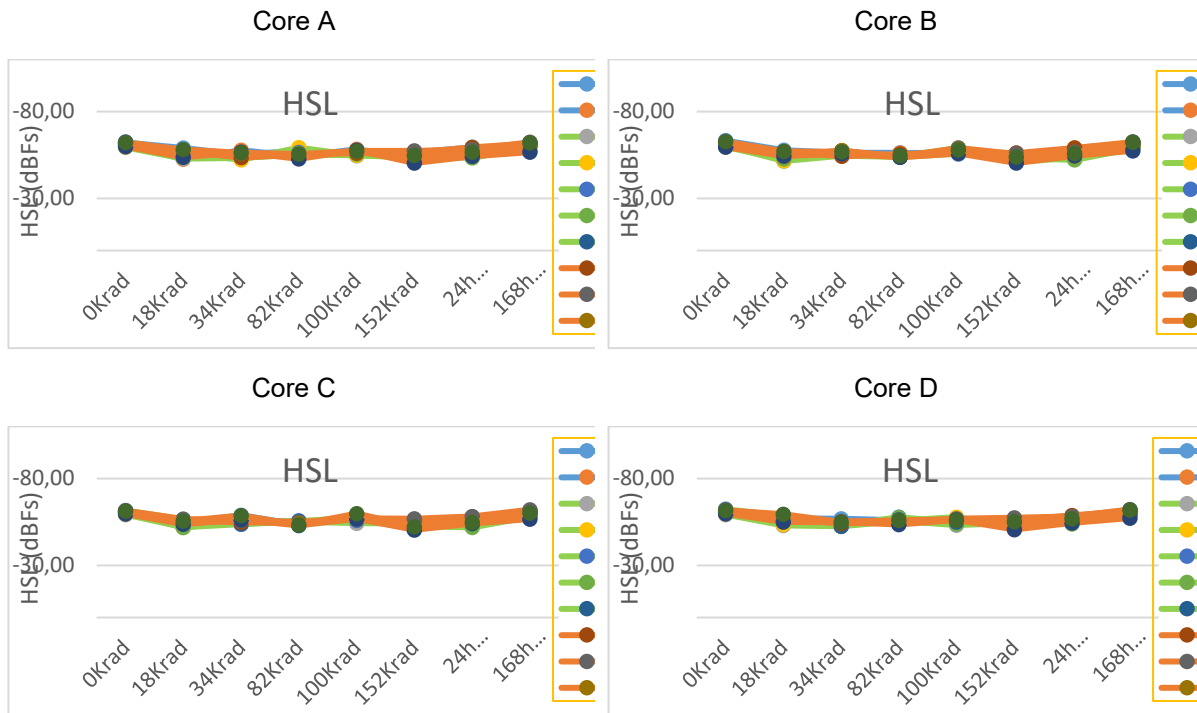 Core A
HSL
-80,00
-30,00
HSL (dBFs)
0Krad
18Krad
34Krad
82Krad
100Krad
152Krad
24h...
168h...
Core B
HSL
-80,00
-30,00
HSL (dBFs)
0Krad
18Krad
34Krad
82Krad
100Krad
152Krad
24h...
168h...
Core C
HSL
-80,00
-30,00
HSL (dBFs)
0Krad
18Krad
34Krad
82Krad
100Krad
152Krad
24h...
168h...
Core D
HSL
-80,00
-30,00
HSL (dBFs)
0Krad
18Krad
34Krad
82Krad
100Krad
152Krad
24h...
168h...